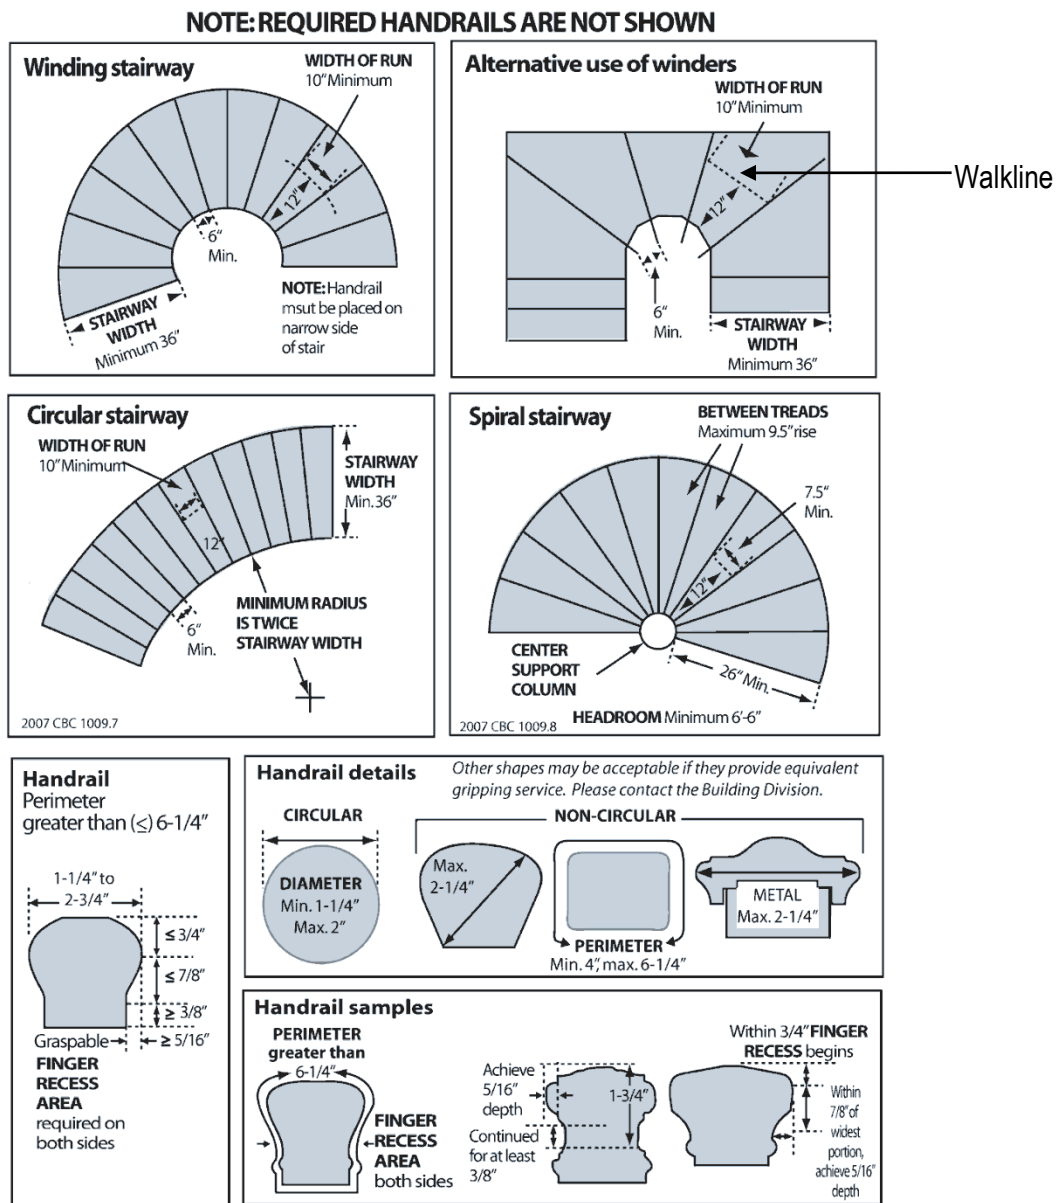 NOTE: REQUIRED HANDRAILS ARE NOT SHOWN
Winding stairway
WIDTH OF RUN
10" Minimum
12"
6"
Min.
STAIRWAY
WIDTH
Minimum 36"
NOTE: Handrail
msut be placed on
narrow side
of stair
Alternative use of winders
WIDTH OF RUN
10" Minimum
Walkline
12"
6"
Min.
STAIRWAY
WIDTH
Minimum 36"
Circular stairway
WIDTH OF RUN
10" Minimum
STAIRWAY
WIDTH
Min. 36"
12"
6"
Min.
MINIMUM RADIUS
IS TWICE
STAIRWAY WIDTH
2007 CBC 1009.7
Spiral stairway
BETWEEN TREADS
Maximum 9.5" rise
7.5"
Min.
12"
CENTER
SUPPORT
COLUMN
26" Min.
HEADROOM Minimum 6'-6"
2007 CBC 1009.8
Handrail
Perimeter
greater than (≤) 6-1/4"
1-1/4" to
2-3/4"
≤ 3/4"
≤ 7/8"
≥ 3/8"
Graspable
≥ 5/16"
FINGER
RECESS
AREA
required on
both sides
Handrail details
Other shapes may be acceptable if they provide equivalent
gripping service. Please contact the Building Division.
CIRCULAR
DIAMETER
Min. 1-1/4"
Max. 2"
NON-CIRCULAR
Max.
2-1/4"
PERIMETER
Min. 4", max. 6-1/4"
METAL
Max. 2-1/4"
Handrail samples
PERIMETER
greater than
6-1/4"
FINGER
RECESS
AREA
both sides
Achieve
5/16"
depth
1-3/4"
Continued
for at least
3/8"
Within 3/4" FINGER
RECESS begins
Within
7/8" of
widest
portion,
achieve 5/16"
depth